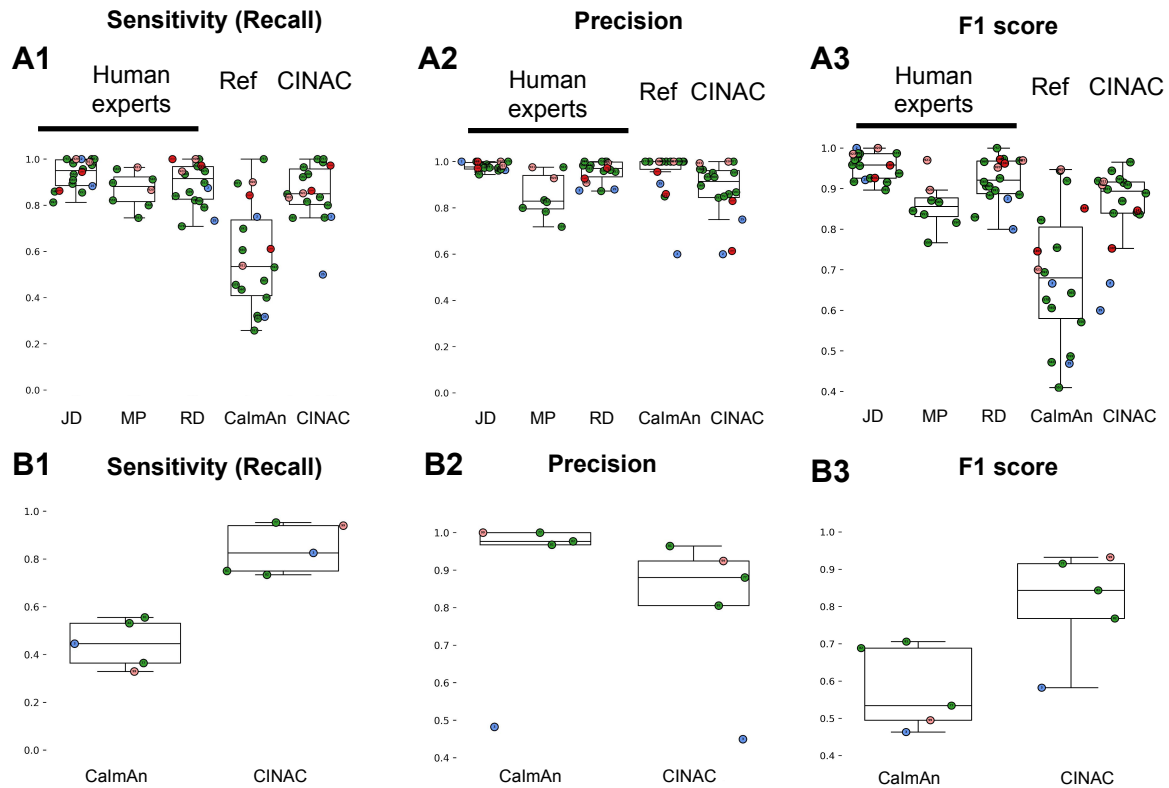 Sensitivity (Recall)
Precision
F1 score
A1
A2
A3
Human
experts
Ref
CINAC
Human
experts
Ref
CINAC
Human
experts
Ref
CINAC
1.0
0.8
0.6
0.4
0.2
0.0
1.0
0.8
0.6
0.4
0.2
0.0
1.0
0.9
0.8
0.7
0.6
0.5
0.4
JD
MP
RD
CaImAn
CINAC
JD
MP
RD
CaImAn
CINAC
JD
MP
RD
CaImAn
CINAC
B1
Sensitivity (Recall)
B2
Precision
B3
F1 score
1.0
0.8
0.6
0.4
0.2
0.0
1.0
0.9
0.8
0.7
0.6
0.5
0.4
1.0
0.9
0.8
0.7
0.6
0.5
0.4
CaImAn
CINAC
CaImAn
CINAC
CaImAn
CINAC